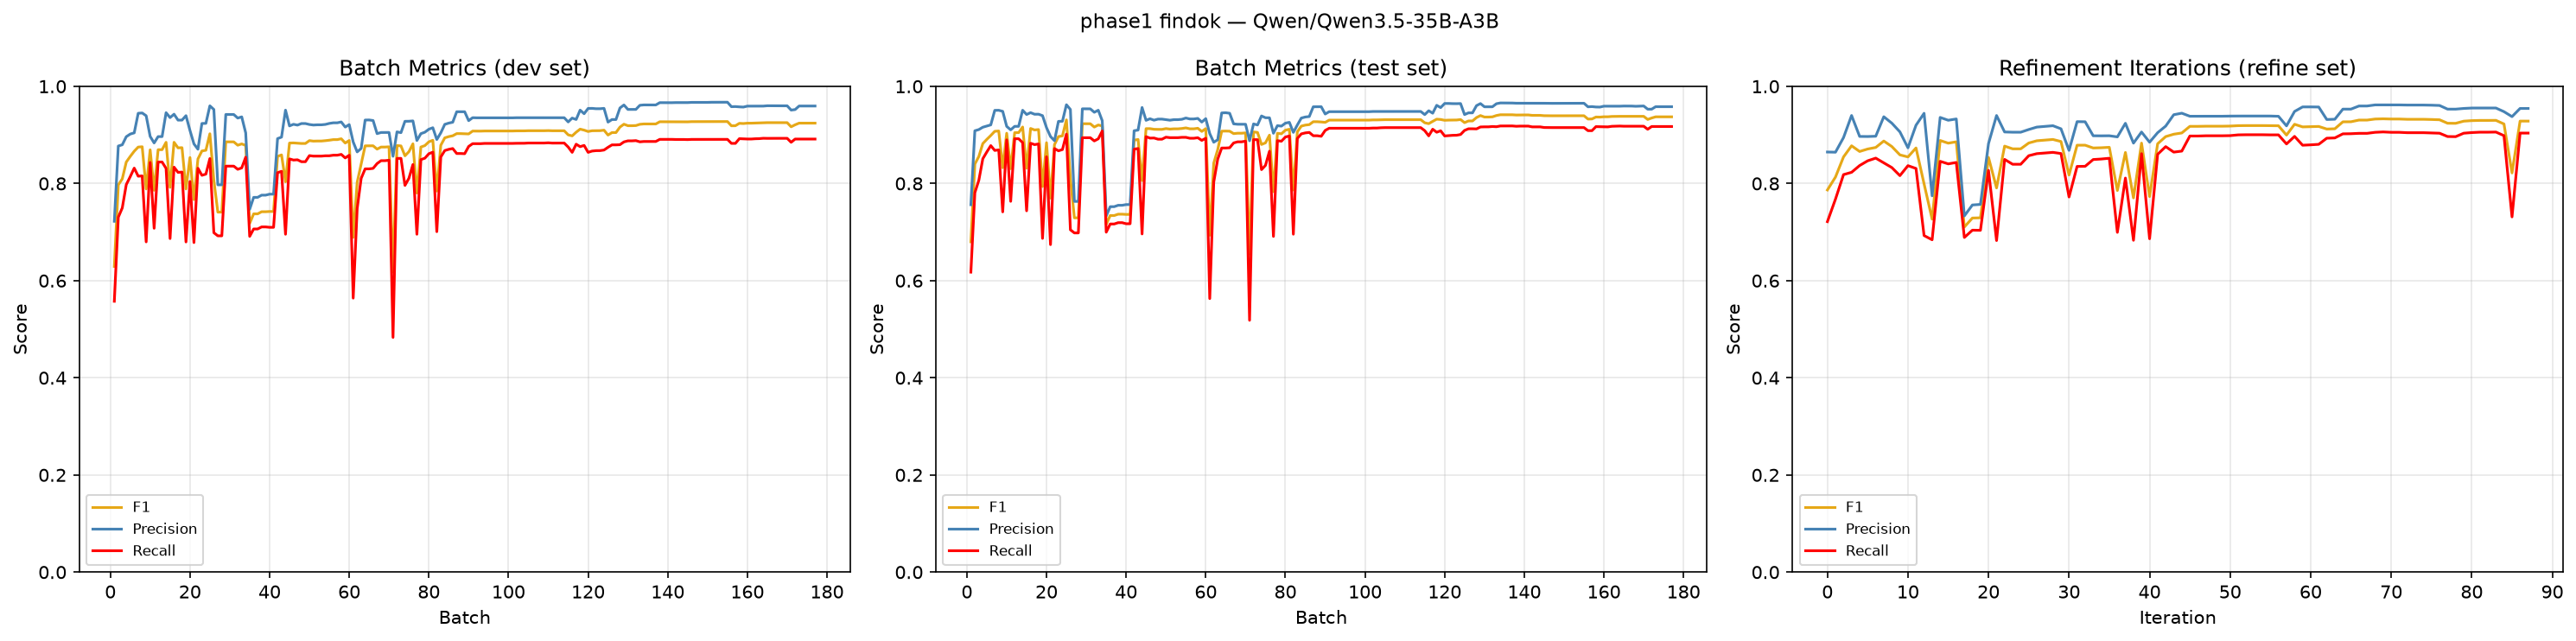 phase1 findok — Qwen/Qwen3.5-35B-A3B
Batch Metrics (dev set)
1.0
0.8
0.6
0.4
0.2
0.0
Score
F1
Precision
Recall
0 20 40 60 80 100 120 140 160 180
Batch
Batch Metrics (test set)
1.0
0.8
0.6
0.4
0.2
0.0
Score
F1
Precision
Recall
0 20 40 60 80 100 120 140 160 180
Batch
Refinement Iterations (refine set)
1.0
0.8
0.6
0.4
0.2
0.0
Score
F1
Precision
Recall
0 10 20 30 40 50 60 70 80 90
Iteration